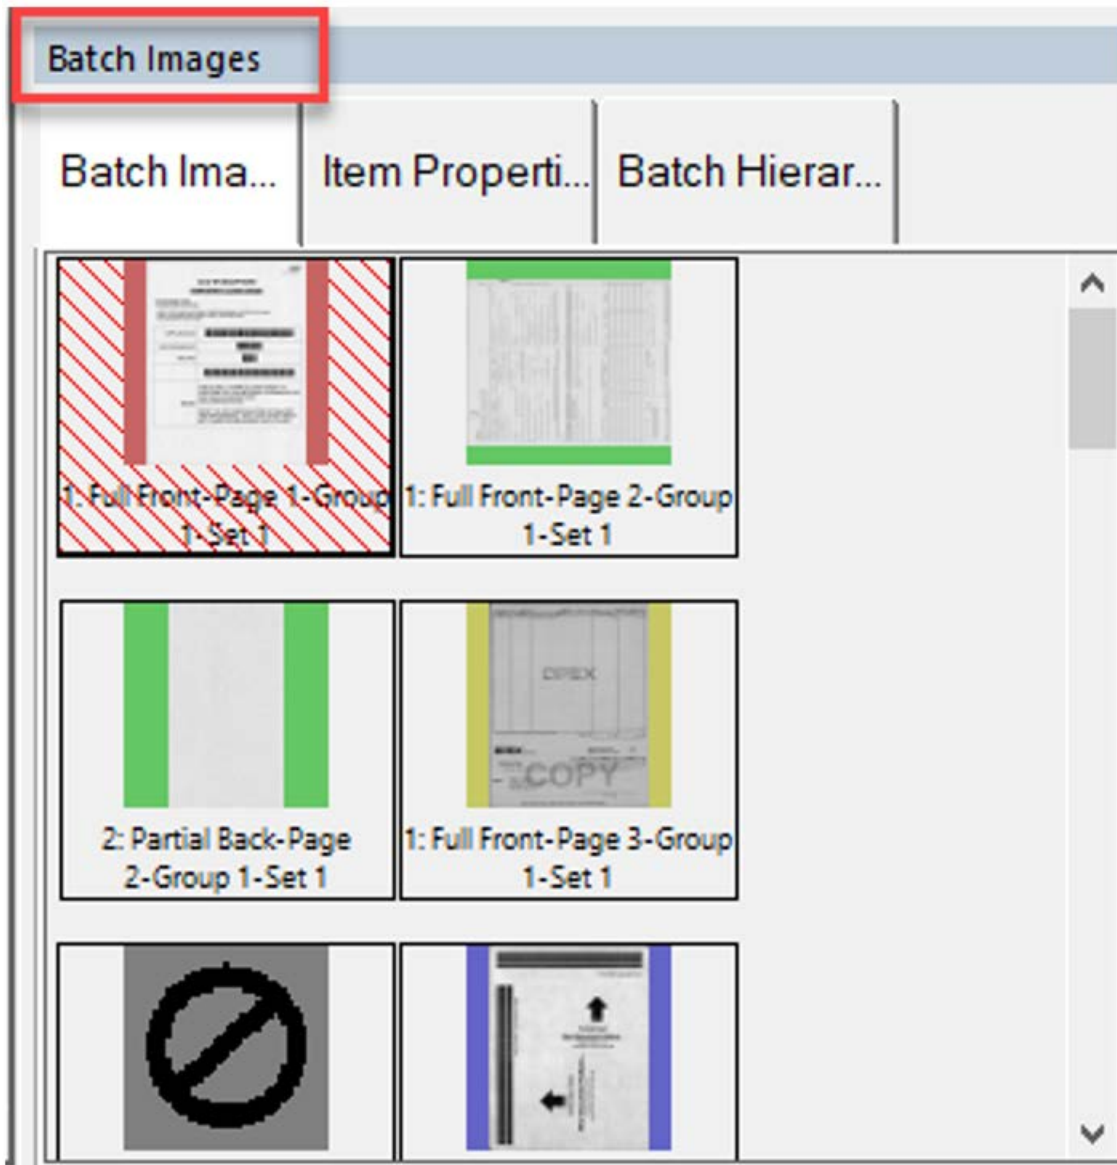 Batch Images
Batch Ima...
Item Properti...
Batch Hierar...
1: Full Front-Page 1-Group
1-Set 1
1: Full Front-Page 2-Group
1-Set 1
2: Partial Back-Page
2-Group 1-Set 1
OPEX
COPY
1: Full Front-Page 3-Group
1-Set 1